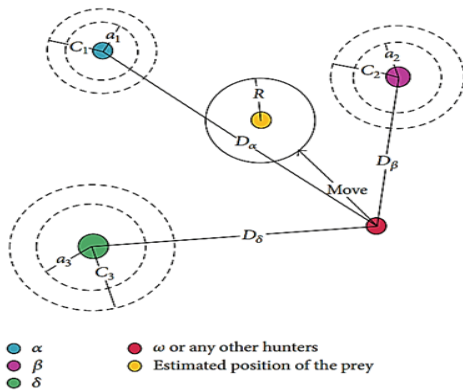 a1
C1
a2
C2
R
Dα
Dβ
Move
Dδ
a3
C3
α
β
δ
ω or any other hunters
Estimated position of the prey